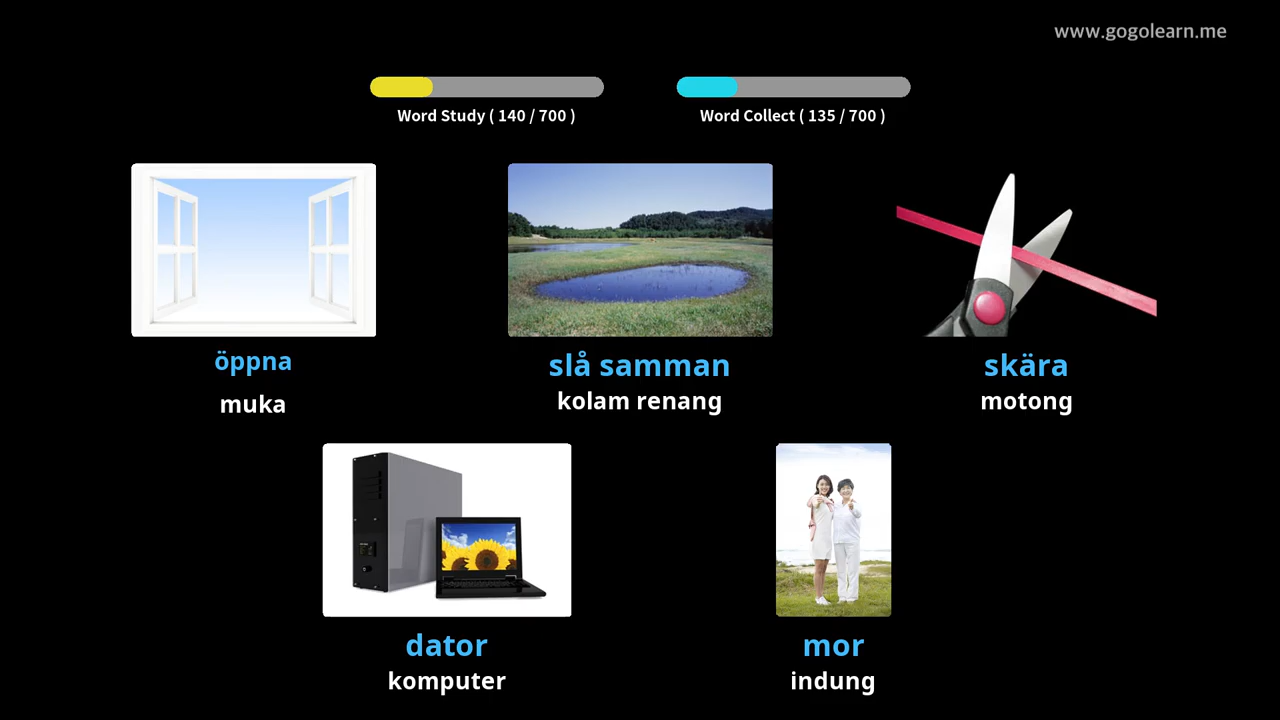 www.gogolearn.me
Word Study ( 140 / 700 )
Word Collect ( 135 / 700 )
öppna
muka
slå samman
kolam renang
skära
motong
dator
komputer
mor
indung